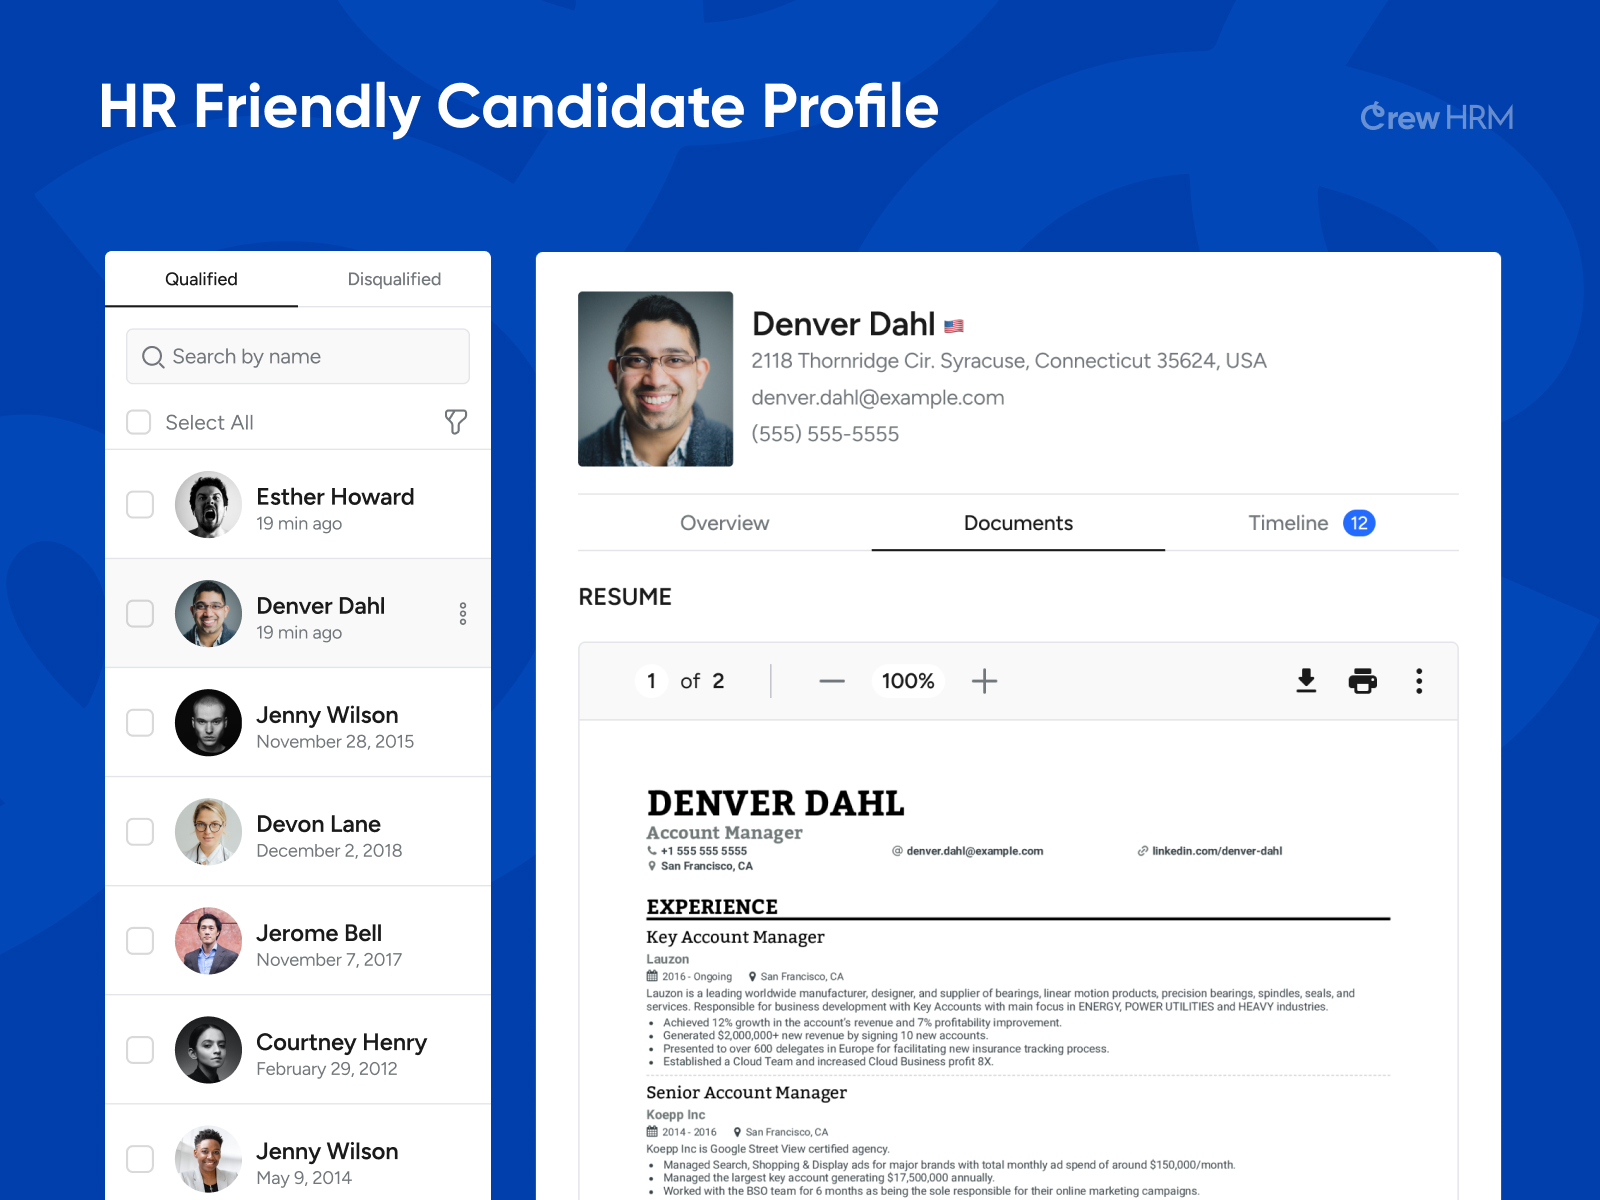 HR Friendly Candidate Profile
Crew HRM
Qualified
Disqualified
Search by name
Select All
Esther Howard
19 min ago
Denver Dahl
19 min ago
Jenny Wilson
November 28, 2015
Devon Lane
December 2, 2018
Jerome Bell
November 7, 2017
Courtney Henry
February 29, 2012
Jenny Wilson
May 9, 2014
Denver Dahl
2118 Thornridge Cir. Syracuse, Connecticut 35624, USA
denver.dahl@example.com
(555) 555-5555
Overview
Documents
Timeline 12
RESUME
1 of 2
100%
DENVER DAHL
Account Manager
+1 555 555 5555
@ denver.dahl@example.com
linkedin.com/denver-dahl
San Francisco, CA
EXPERIENCE
Key Account Manager
Lauzon
2016 - Ongoing San Francisco, CA
Lauzon is a leading worldwide manufacturer, designer, and supplier of bearings, linear motion products, precision bearings, spindles, seals, and
services. Responsible for business development with Key Accounts with main focus in ENERGY, POWER UTILITIES and HEAVY industries.
• Achieved 12% growth in the account's revenue and 7% profitability improvement.
• Generated $2,000,000+ new revenue by signing 10 new accounts.
• Presented to over 600 delegates in Europe for facilitating new insurance tracking process.
• Established a Cloud Team and increased Cloud Business profit 8X.
Senior Account Manager
Koepp Inc
2014 - 2016 San Francisco, CA
Koepp Inc is Google Street View certified agency.
• Managed Search, Shopping & Display ads for major brands with total monthly ad spend of around $150,000/month.
• Managed the largest key account generating $17,500,000 annually.
• Worked with the BSO team for 6 months as being the sole responsible for their online marketing campaigns.